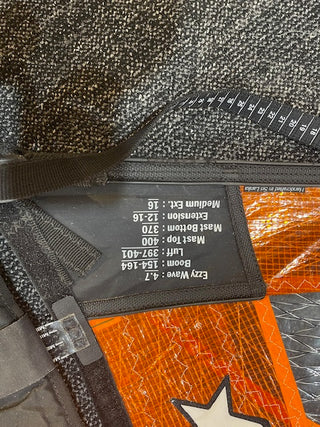 Ezzy Wave : 4.7
Boom : 154-164
Luff : 397-401
Mast To : 400
Mast Bottom : 370
Extension : 12-16
Medium Ext. : 16
Handcrafted in Sri Lanka